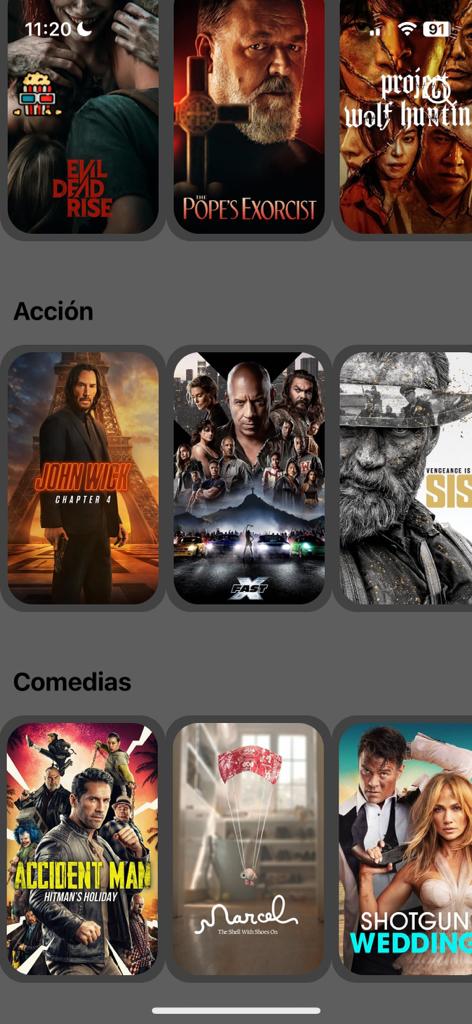 11:20
91
EVIL
DEAD
RISE
THE
POPE'S EXORCIST
project
wolf huntin
Acción
JOHN WICK
CHAPTER 4
FAST X
VENGEANCE IS
SIS
Comedias
ACCIDENT MAN
HITMAN'S HOLIDAY
Marcel
The Shell With Shoes On
SHOTGUN
WEDDING